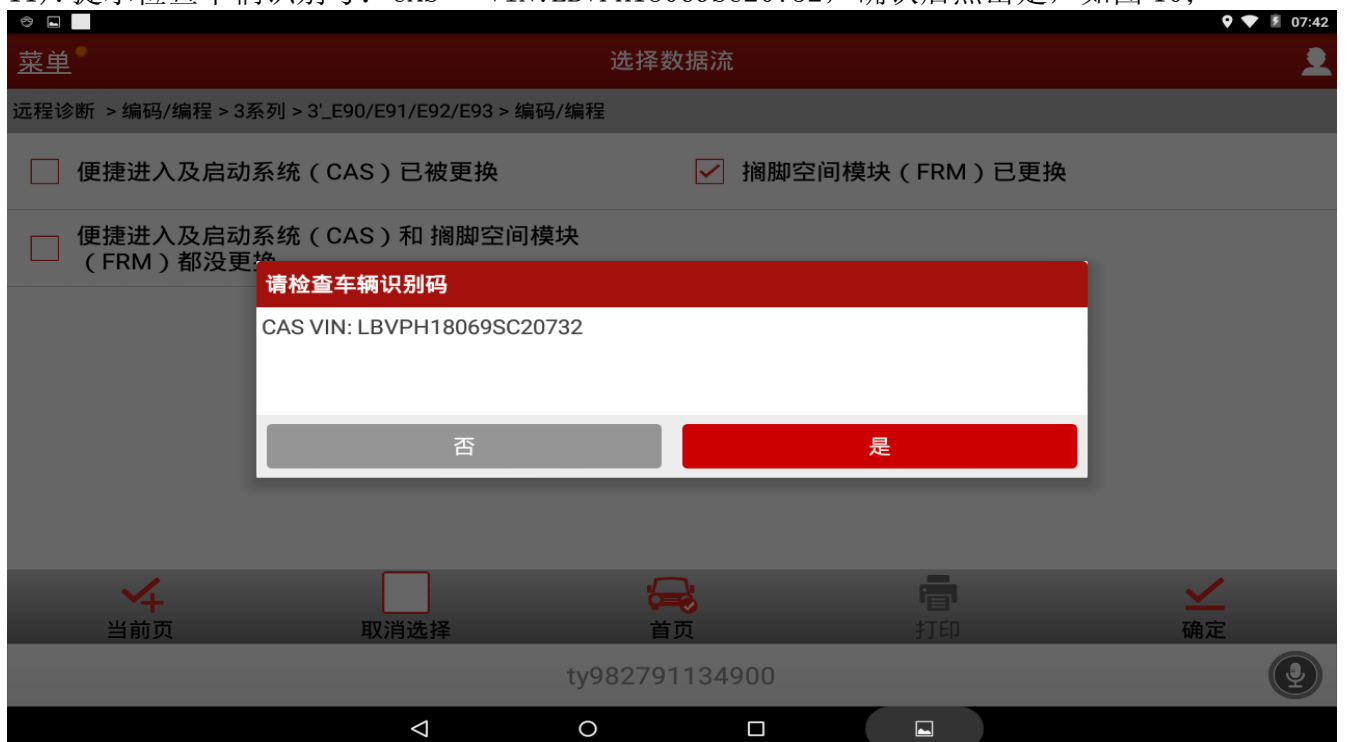 07:42
菜单
选择数据流
远程诊断 > 编码/编程 > 3系列 > 3'_E90/E91/E92/E93 > 编码/编程
便捷进入及启动系统（CAS）已被更换
搁脚空间模块（FRM）已更换
便捷进入及启动系统（CAS）和 搁脚空间模块
（FRM）都没更换
请检查车辆识别码
CAS VIN: LBVPH18069SC20732
否
是
当前页
取消选择
首页
打印
确定
ty982791134900